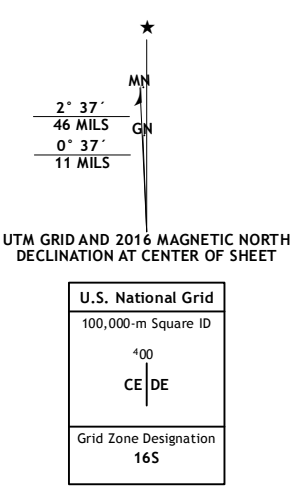 ★
MN
2° 37´
46 MILS
GN
0° 37´
11 MILS
UTM GRID AND 2016 MAGNETIC NORTH
DECLINATION AT CENTER OF SHEET
U.S. National Grid
100,000-m Square ID
⁴00
CE DE
Grid Zone Designation
16S